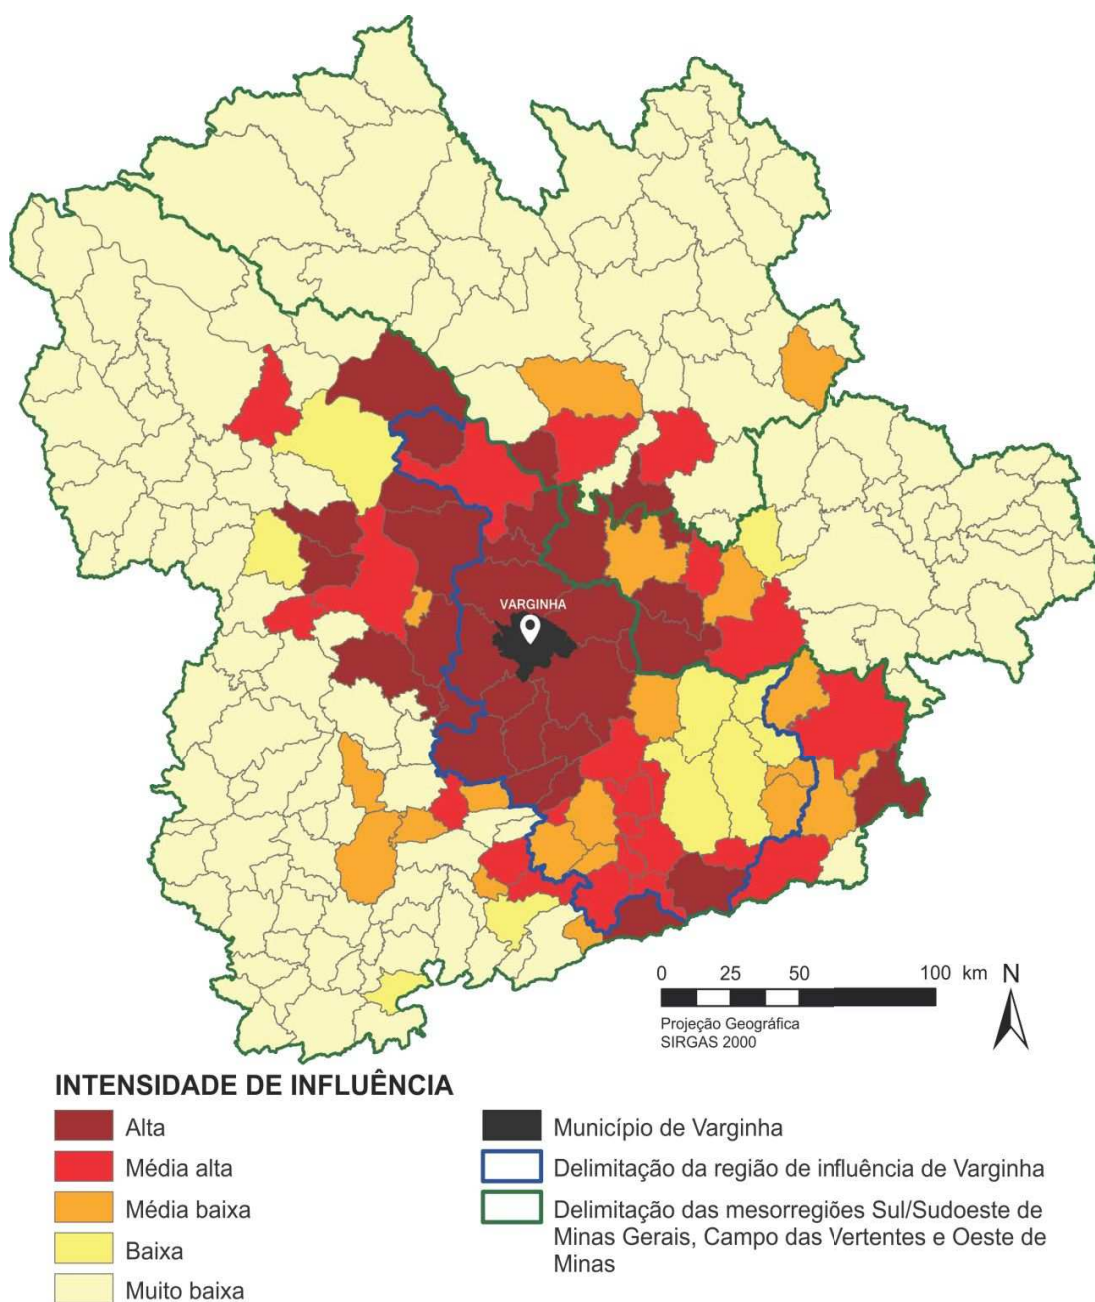 VARGINHA
0 25 50 100 km
N
Projeção Geográfica
SIRGAS 2000
INTENSIDADE DE INFLUÊNCIA
Alta
Média alta
Média baixa
Baixa
Muito baixa
Município de Varginha
Delimitação da região de influência de Varginha
Delimitação das mesorregiões Sul/Sudoeste de
Minas Gerais, Campo das Vertentes e Oeste de
Minas